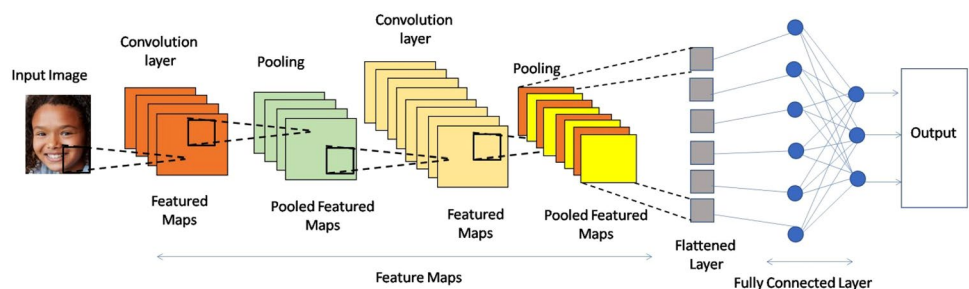 Input Image
Convolution
layer
Featured
Maps
Pooling
Pooled Featured
Maps
Convolution
layer
Featured
Maps
Pooling
Pooled Featured
Maps
Feature Maps
Flattened
Layer
Fully Connected Layer
Output